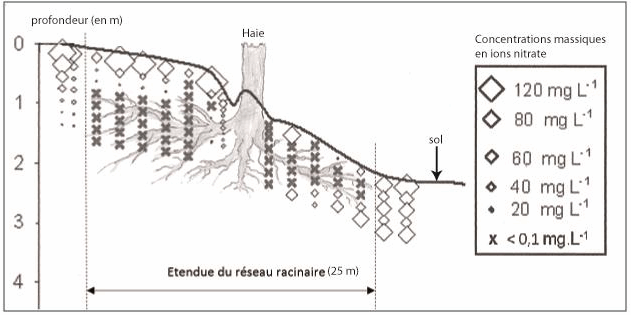 profondeur (en m)
Haie
Concentrations massiques
en ions nitrate
0
1
2
3
4
120 mg L⁻¹
80 mg L⁻¹
60 mg L⁻¹
40 mg L⁻¹
20 mg L⁻¹
x <0,1 mg.L⁻¹
sol
Etendue du réseau racinaire (25 m)